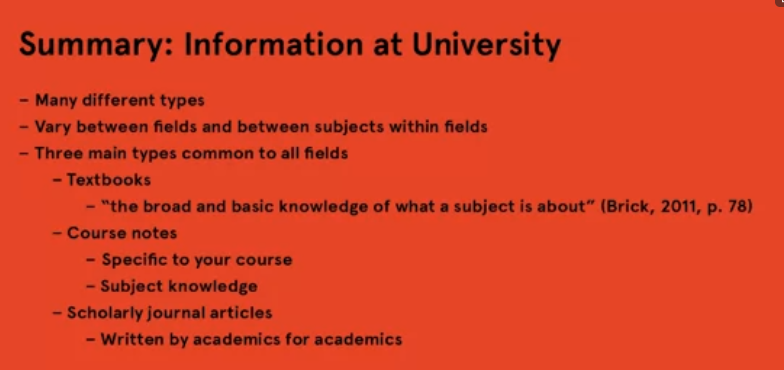 Summary: Information at University
– Many different types
– Vary between fields and between subjects within fields
– Three main types common to all fields
– Textbooks
– “the broad and basic knowledge of what a subject is about” (Brick, 2011, p. 78)
– Course notes
– Specific to your course
– Subject knowledge
– Scholarly journal articles
– Written by academics for academics